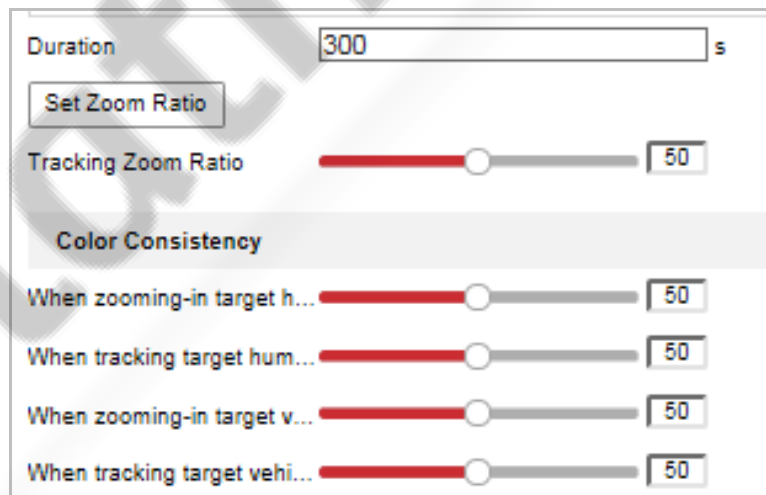 Duration 300 s
Set Zoom Ratio
Tracking Zoom Ratio 50
Color Consistency
When zooming-in target h... 50
When tracking target hum... 50
When zooming-in target v... 50
When tracking target vehi... 50